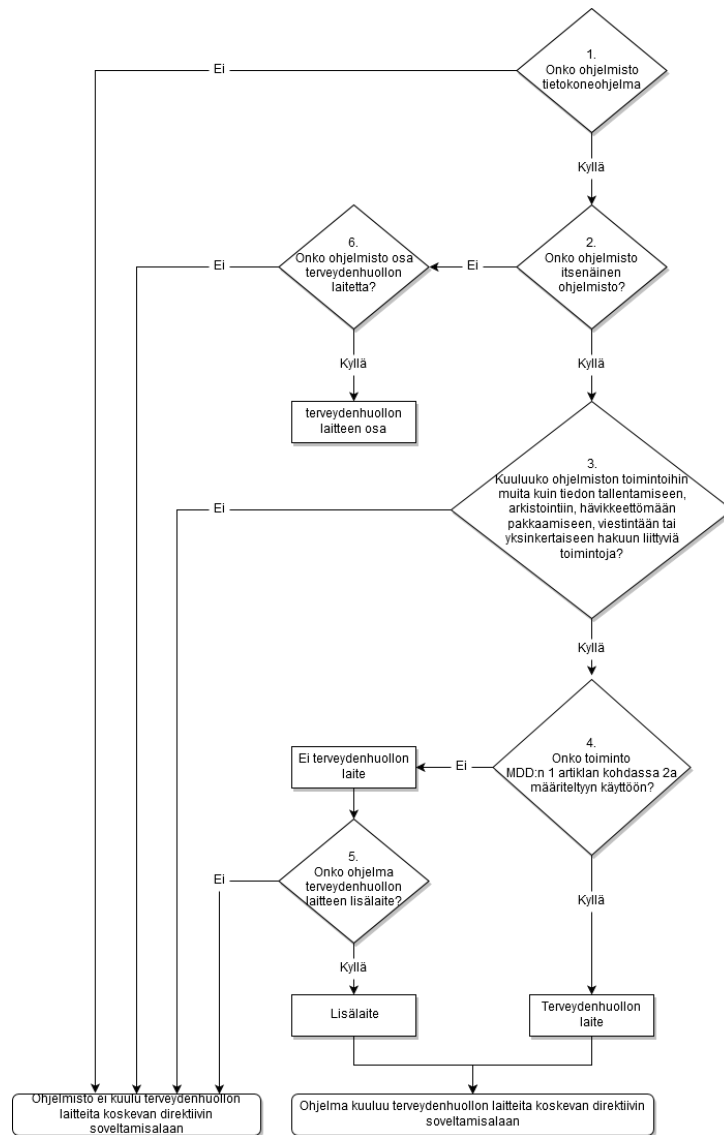 1.
Onko ohjelmisto
tietokoneohjelma
Ei
Kyllä
2.
Onko ohjelmisto
itsenäinen
ohjelmisto?
Ei
6.
Onko ohjelmisto osa
terveydenhuollon
laitetta?
Ei
Kyllä
terveydenhuollon
laitteen osa
Kyllä
3.
Kuuluuko ohjelmiston toimintoihin
muita kuin tiedon tallentamiseen,
arkistointiin, hävikkeettömään
pakkaamiseen, viestintään tai
yksinkertaiseen hakuun liittyviä
toimintoja?
Ei
Kyllä
4.
Onko toiminto
MDD:n 1 artiklan kohdassa 2a
määriteltyyn käyttöön?
Ei
Ei terveydenhuollon
laite
5.
Onko ohjelma
terveydenhuollon
laitteen lisälaite?
Ei
Kyllä
Kyllä
Lisälaite
Terveydenhuollon
laite
Ohjelmisto ei kuulu terveydenhuollon
laitteita koskevan direktiivin
soveltamisalaan
Ohjelma kuuluu terveydenhuollon laitteita koskevan direktiivin
soveltamisalaan